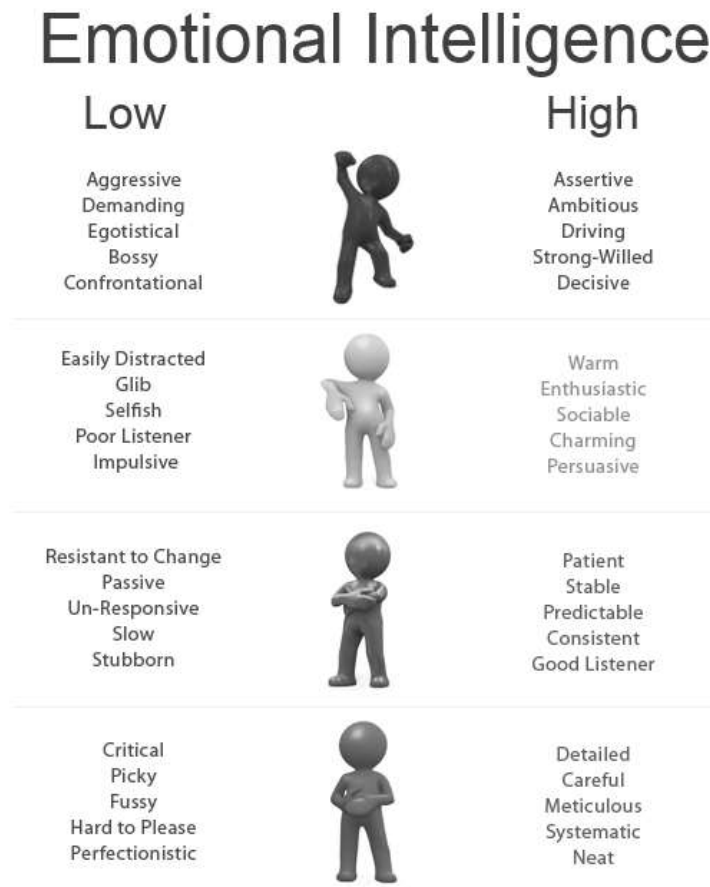 Emotional Intelligence
Low
High
Aggressive
Demanding
Egotistical
Bossy
Confrontational
Assertive
Ambitious
Driving
Strong-Willed
Decisive
Easily Distracted
Glib
Selfish
Poor Listener
Impulsive
Warm
Enthusiastic
Sociable
Charming
Persuasive
Resistant to Change
Passive
Un-Responsive
Slow
Stubborn
Patient
Stable
Predictable
Consistent
Good Listener
Critical
Picky
Fussy
Hard to Please
Perfectionistic
Detailed
Careful
Meticulous
Systematic
Neat